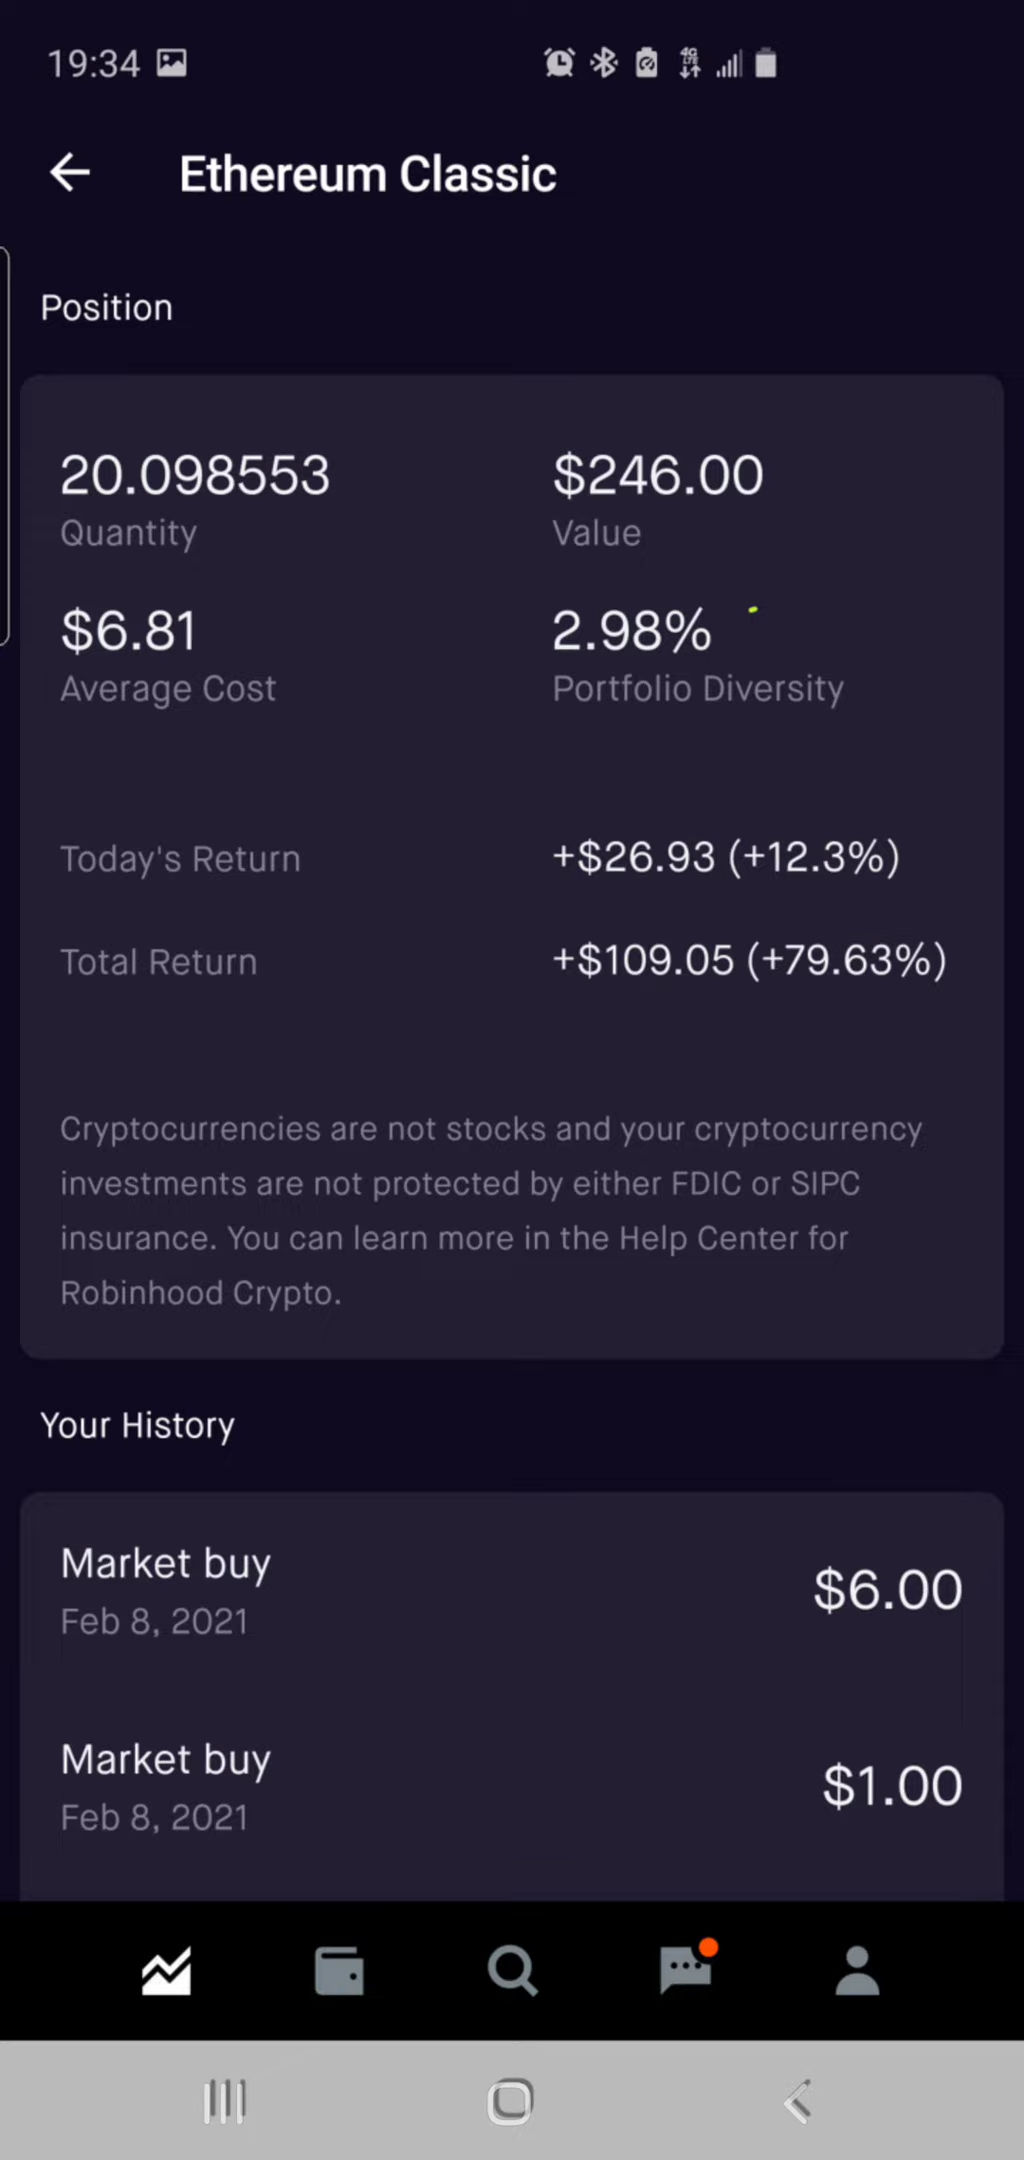 19:34
4G LTE
Ethereum Classic
Position
20.098553 $246.00
Quantity Value
$6.81 2.98%
Average Cost Portfolio Diversity
Today's Return +$26.93 (+12.3%)
Total Return +$109.05 (+79.63%)
Cryptocurrencies are not stocks and your cryptocurrency
investments are not protected by either FDIC or SIPC
insurance. You can learn more in the Help Center for
Robinhood Crypto.
Your History
Market buy $6.00
Feb 8, 2021
Market buy $1.00
Feb 8, 2021